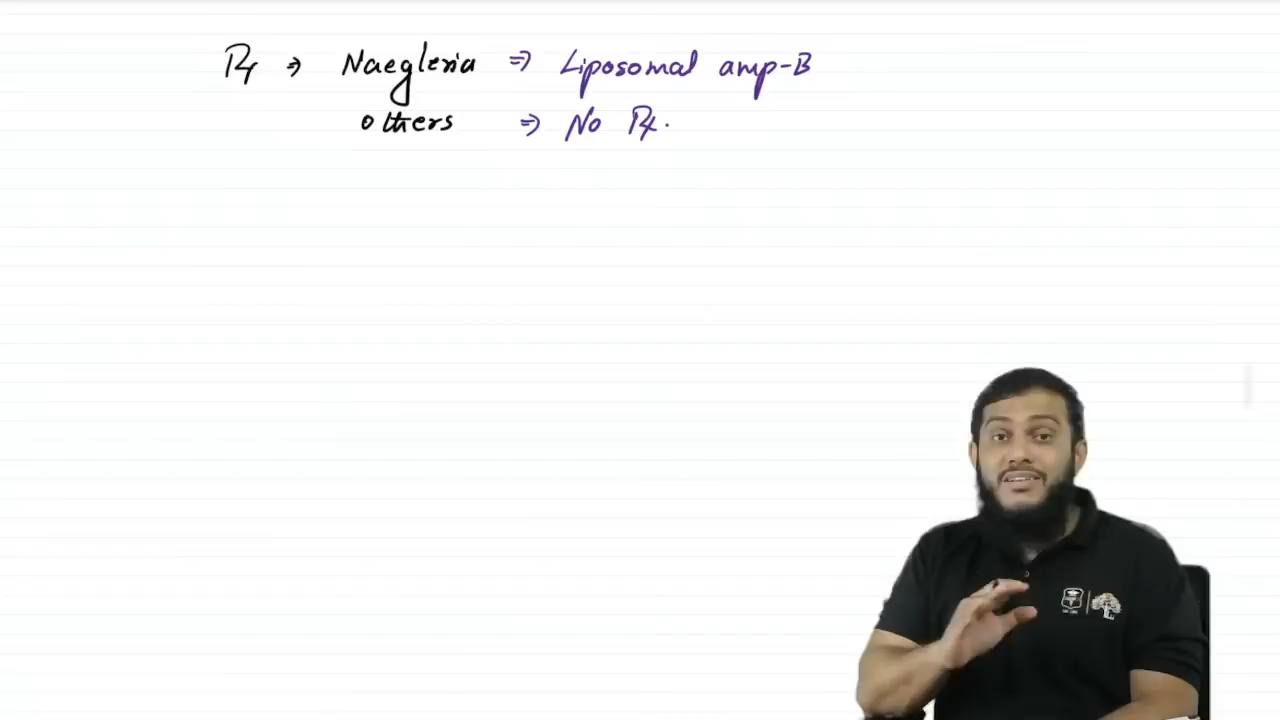 Rx ⇒ Naegleria ⇒ Liposomal amp-B
others ⇒ No Rx.